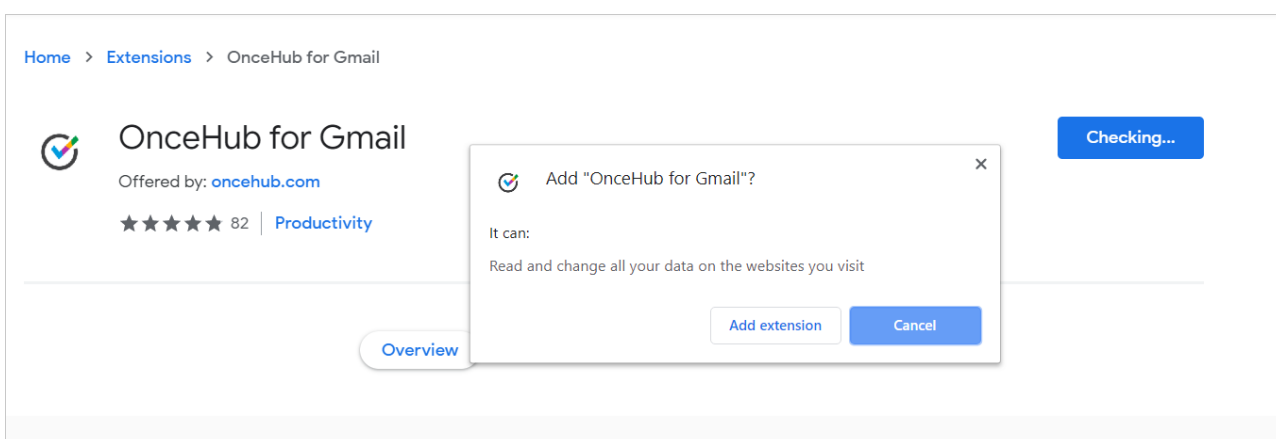 Home > Extensions > OnceHub for Gmail
OnceHub for Gmail
Checking...
Offered by: oncehub.com
82 | Productivity
Overview
Add "OnceHub for Gmail"?
It can:
Read and change all your data on the websites you visit
Add extension
Cancel